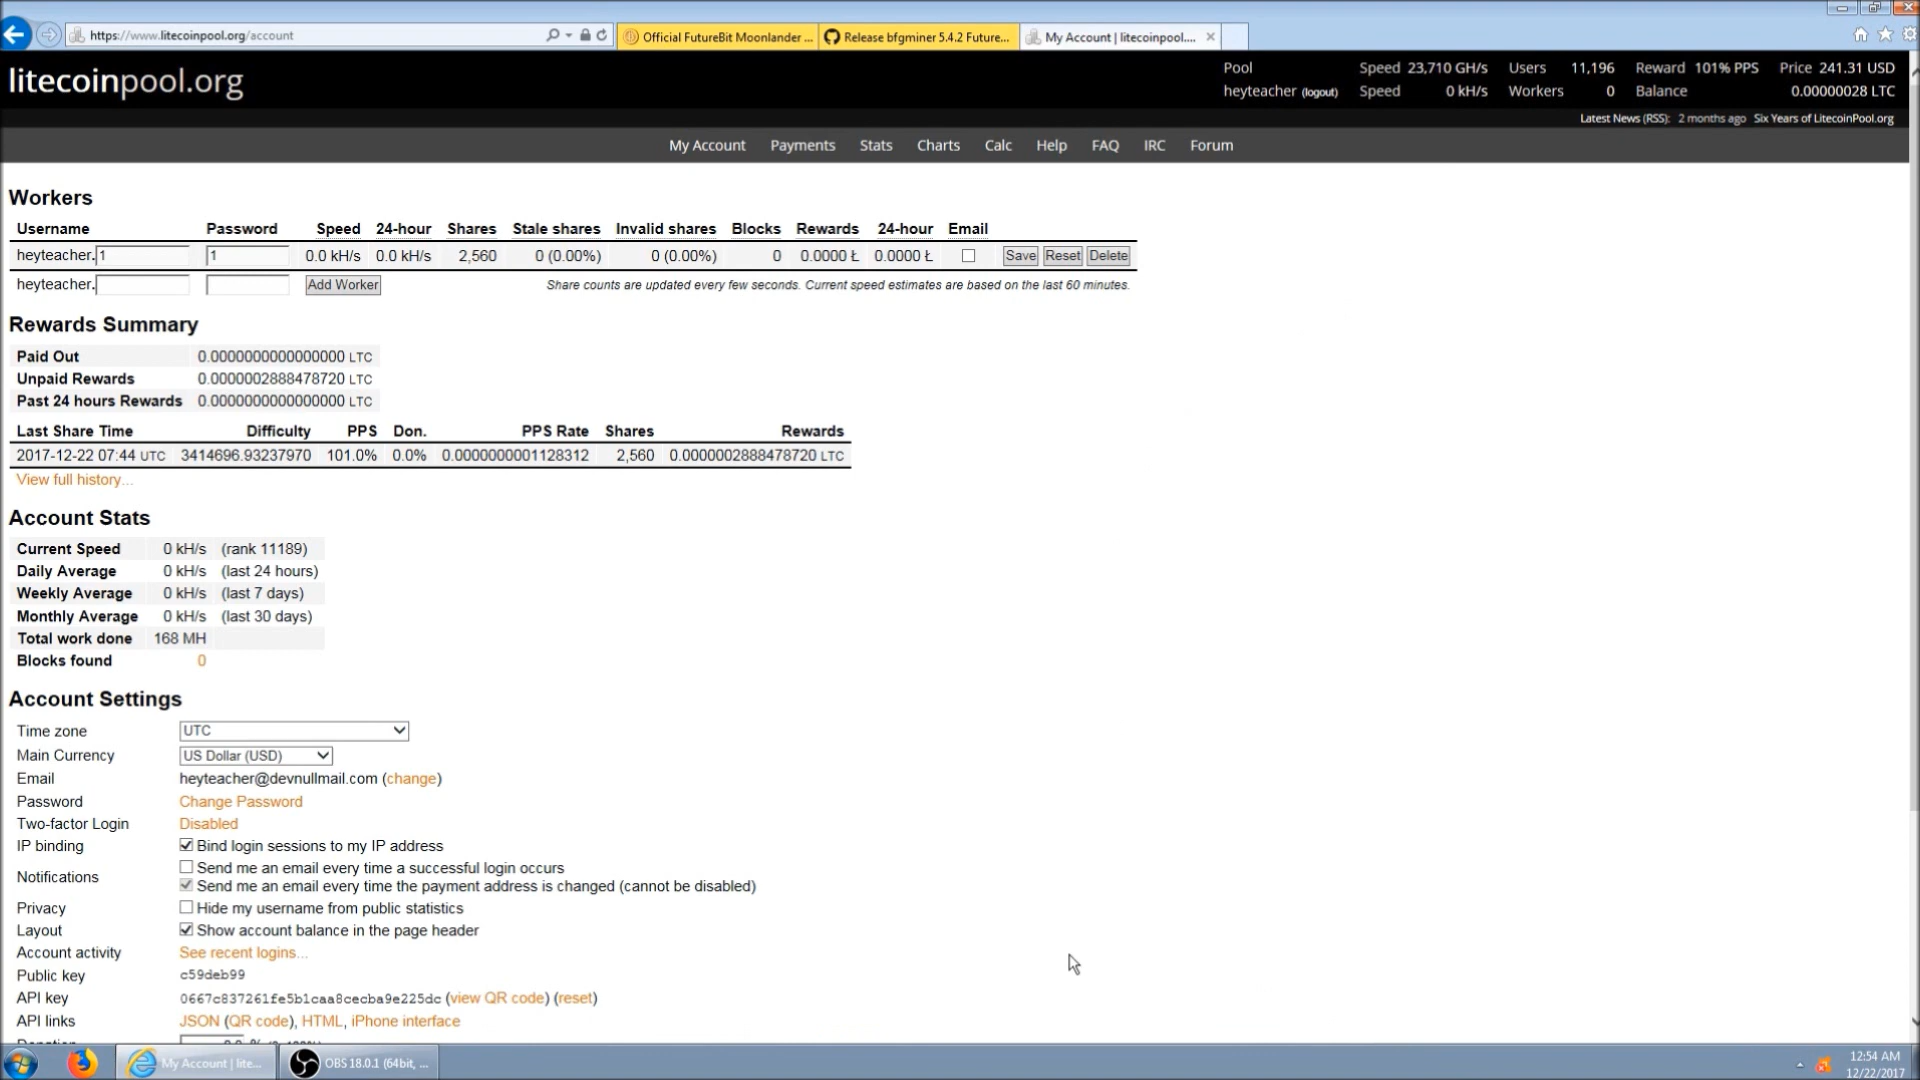 https://www.litecoinpool.org/account
Official FutureBit Moonlander ...
Release bfgminer 5.4.2 Future...
My Account | litecoinpool....
litecoinpool.org
Pool Speed 23,710 GH/s Users 11,196 Reward 101% PPS Price 241.31 USD
heyteacher (logout) Speed 0 kH/s Workers 0 Balance 0.00000028 LTC
Latest News (RSS): 2 months ago Six Years of LitecoinPool.org
My Account Payments Stats Charts Calc Help FAQ IRC Forum
Workers
Username Password Speed 24-hour Shares Stale shares Invalid shares Blocks Rewards 24-hour Email
heyteacher. 1 1 0.0 kH/s 0.0 kH/s 2,560 0 (0.00%) 0 (0.00%) 0 0.0000 Ł 0.0000 Ł Save Reset Delete
heyteacher. Add Worker Share counts are updated every few seconds. Current speed estimates are based on the last 60 minutes.
Rewards Summary
Paid Out 0.0000000000000000 LTC
Unpaid Rewards 0.0000002888478720 LTC
Past 24 hours Rewards 0.0000000000000000 LTC
Last Share Time Difficulty PPS Don. PPS Rate Shares Rewards
2017-12-22 07:44 UTC 3414696.93237970 101.0% 0.0% 0.0000000001128312 2,560 0.0000002888478720 LTC
View full history...
Account Stats
Current Speed 0 kH/s (rank 11189)
Daily Average 0 kH/s (last 24 hours)
Weekly Average 0 kH/s (last 7 days)
Monthly Average 0 kH/s (last 30 days)
Total work done 168 MH
Blocks found 0
Account Settings
Time zone UTC
Main Currency US Dollar (USD)
Email heyteacher@devnullmail.com (change)
Password Change Password
Two-factor Login Disabled
IP binding Bind login sessions to my IP address
Notifications Send me an email every time a successful login occurs
Send me an email every time the payment address is changed (cannot be disabled)
Privacy Hide my username from public statistics
Layout Show account balance in the page header
Account activity See recent logins...
Public key c59deb99
API key 0667c837261fe5b1caa8cecba9e225dc (view QR code) (reset)
API links JSON (QR code), HTML, iPhone interface
My Account | lite...
OBS 18.0.1 (64bit, ...
12:54 AM
12/22/2017